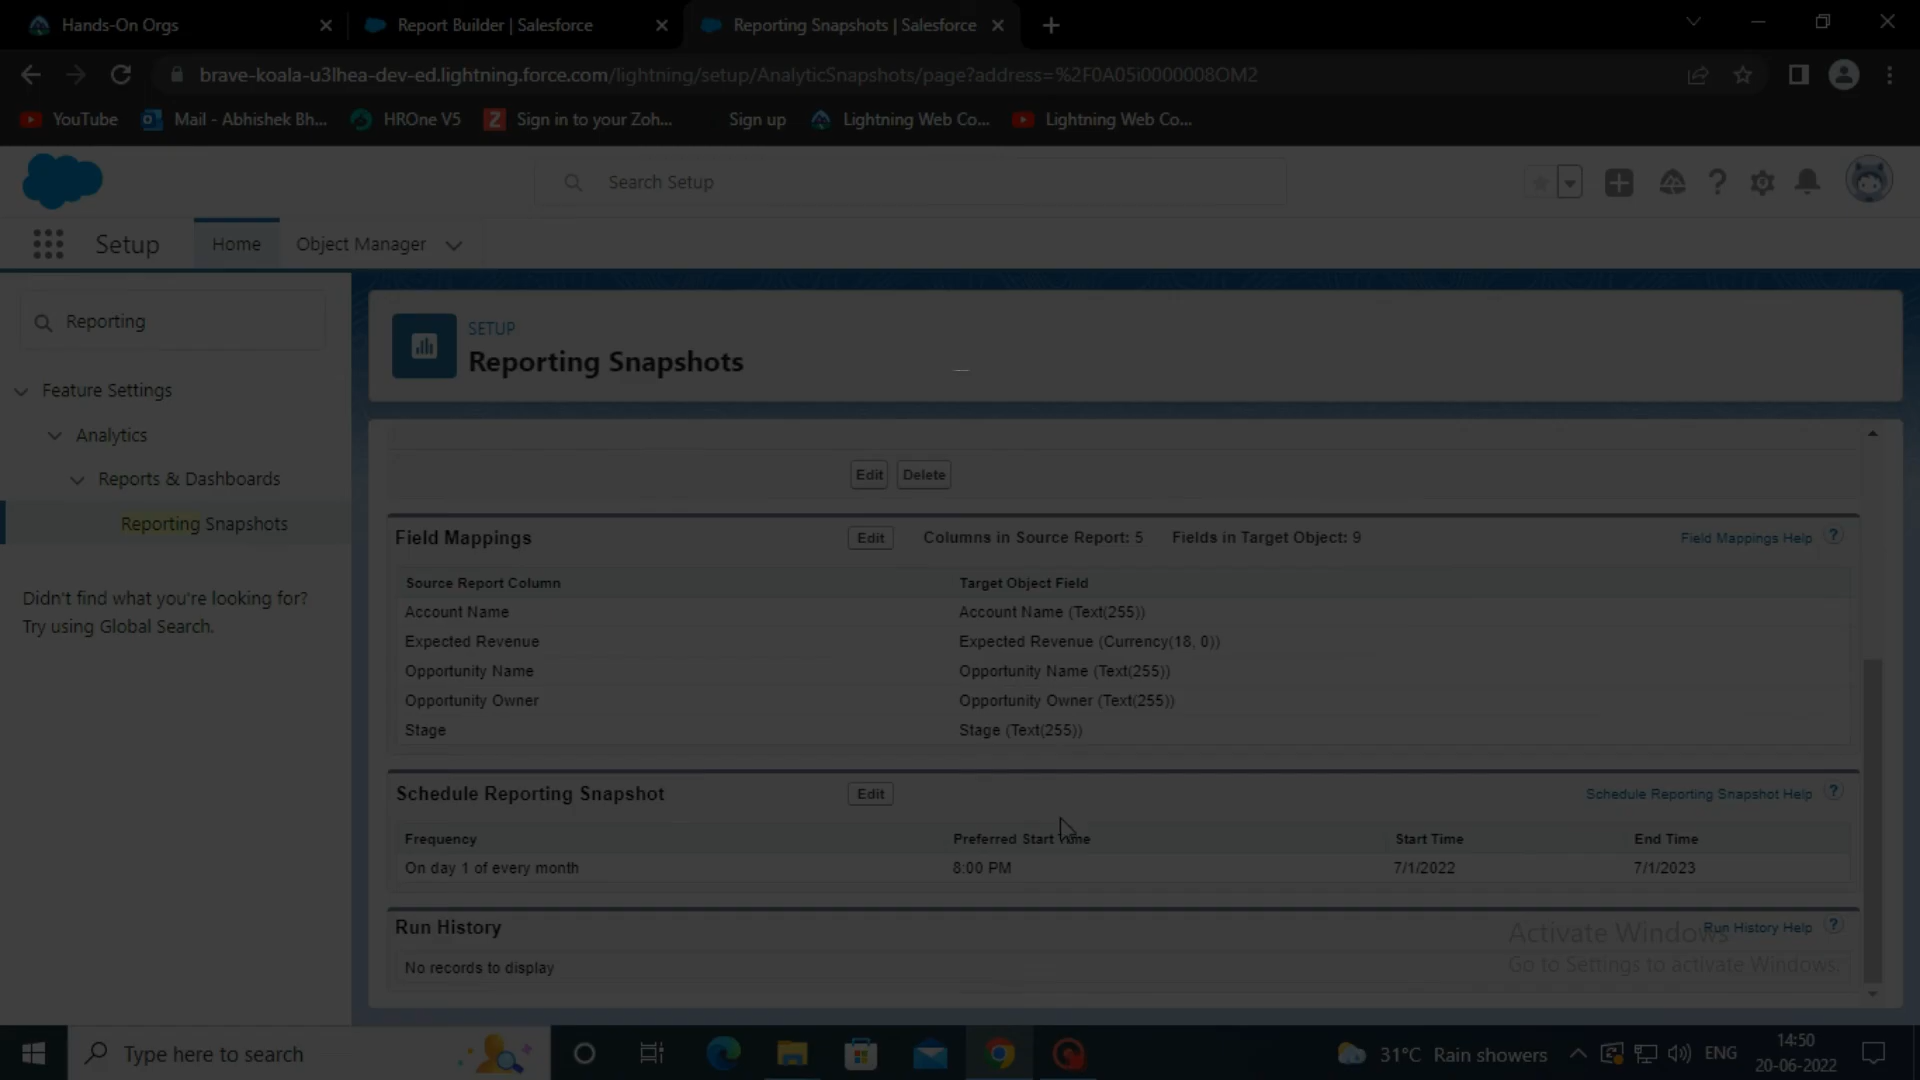 Hands-On Orgs
Report Builder | Salesforce
Reporting Snapshots | Salesforce
brave-koala-u3lhea-dev-ed.lightning.force.com/lightning/setup/AnalyticSnapshots/page?address=%2F0A05i0000008OM2
YouTube
Mail - Abhishek Bh...
HROne V5
Sign in to your Zoh...
Sign up
Lightning Web Co...
Lightning Web Co...
Search Setup
Setup
Home
Object Manager
Reporting
Feature Settings
Analytics
Reports & Dashboards
Reporting Snapshots
Didn't find what you're looking for?
Try using Global Search.
SETUP
Reporting Snapshots
Edit Delete
Field Mappings Edit Columns in Source Report: 5 Fields in Target Object: 9 Field Mappings Help ?
Source Report Column Target Object Field
Account Name Account Name (Text(255))
Expected Revenue Expected Revenue (Currency(18, 0))
Opportunity Name Opportunity Name (Text(255))
Opportunity Owner Opportunity Owner (Text(255))
Stage Stage (Text(255))
Schedule Reporting Snapshot Edit Schedule Reporting Snapshot Help ?
Frequency Preferred Start Time Start Time End Time
On day 1 of every month 8:00 PM 7/1/2022 7/1/2023
Run History Run History Help ?
No records to display
Activate Windows
Go to Settings to activate Windows.
Type here to search
31°C Rain showers
ENG
14:50
20-06-2022